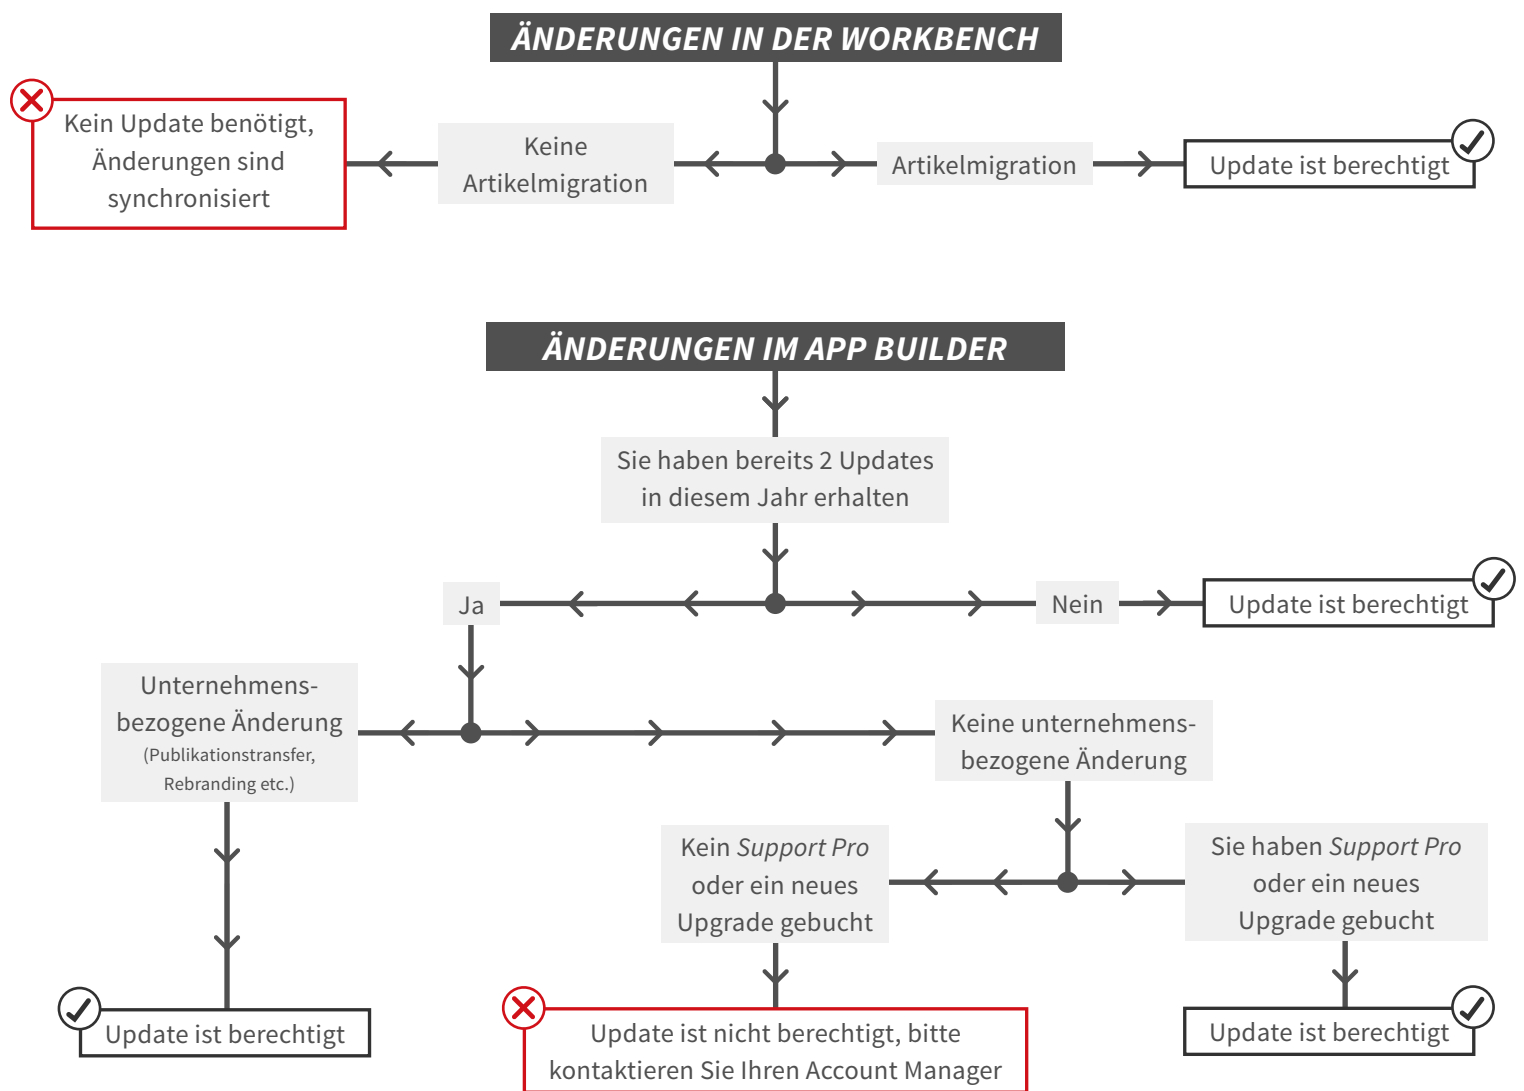 ÄNDERUNGEN IN DER WORKBENCH
Kein Update benötigt,
Änderungen sind
synchronisiert
Keine
Artikelmigration
Artikelmigration
Update ist berechtigt
ÄNDERUNGEN IM APP BUILDER
Sie haben bereits 2 Updates
in diesem Jahr erhalten
Ja
Nein
Update ist berechtigt
Unternehmens-
bezogene Änderung
(Publikationstransfer,
Rebranding etc.)
Keine unternehmens-
bezogene Änderung
Kein Support Pro
oder ein neues
Upgrade gebucht
Sie haben Support Pro
oder ein neues
Upgrade gebucht
Update ist berechtigt
Update ist nicht berechtigt, bitte
kontaktieren Sie Ihren Account Manager
Update ist berechtigt